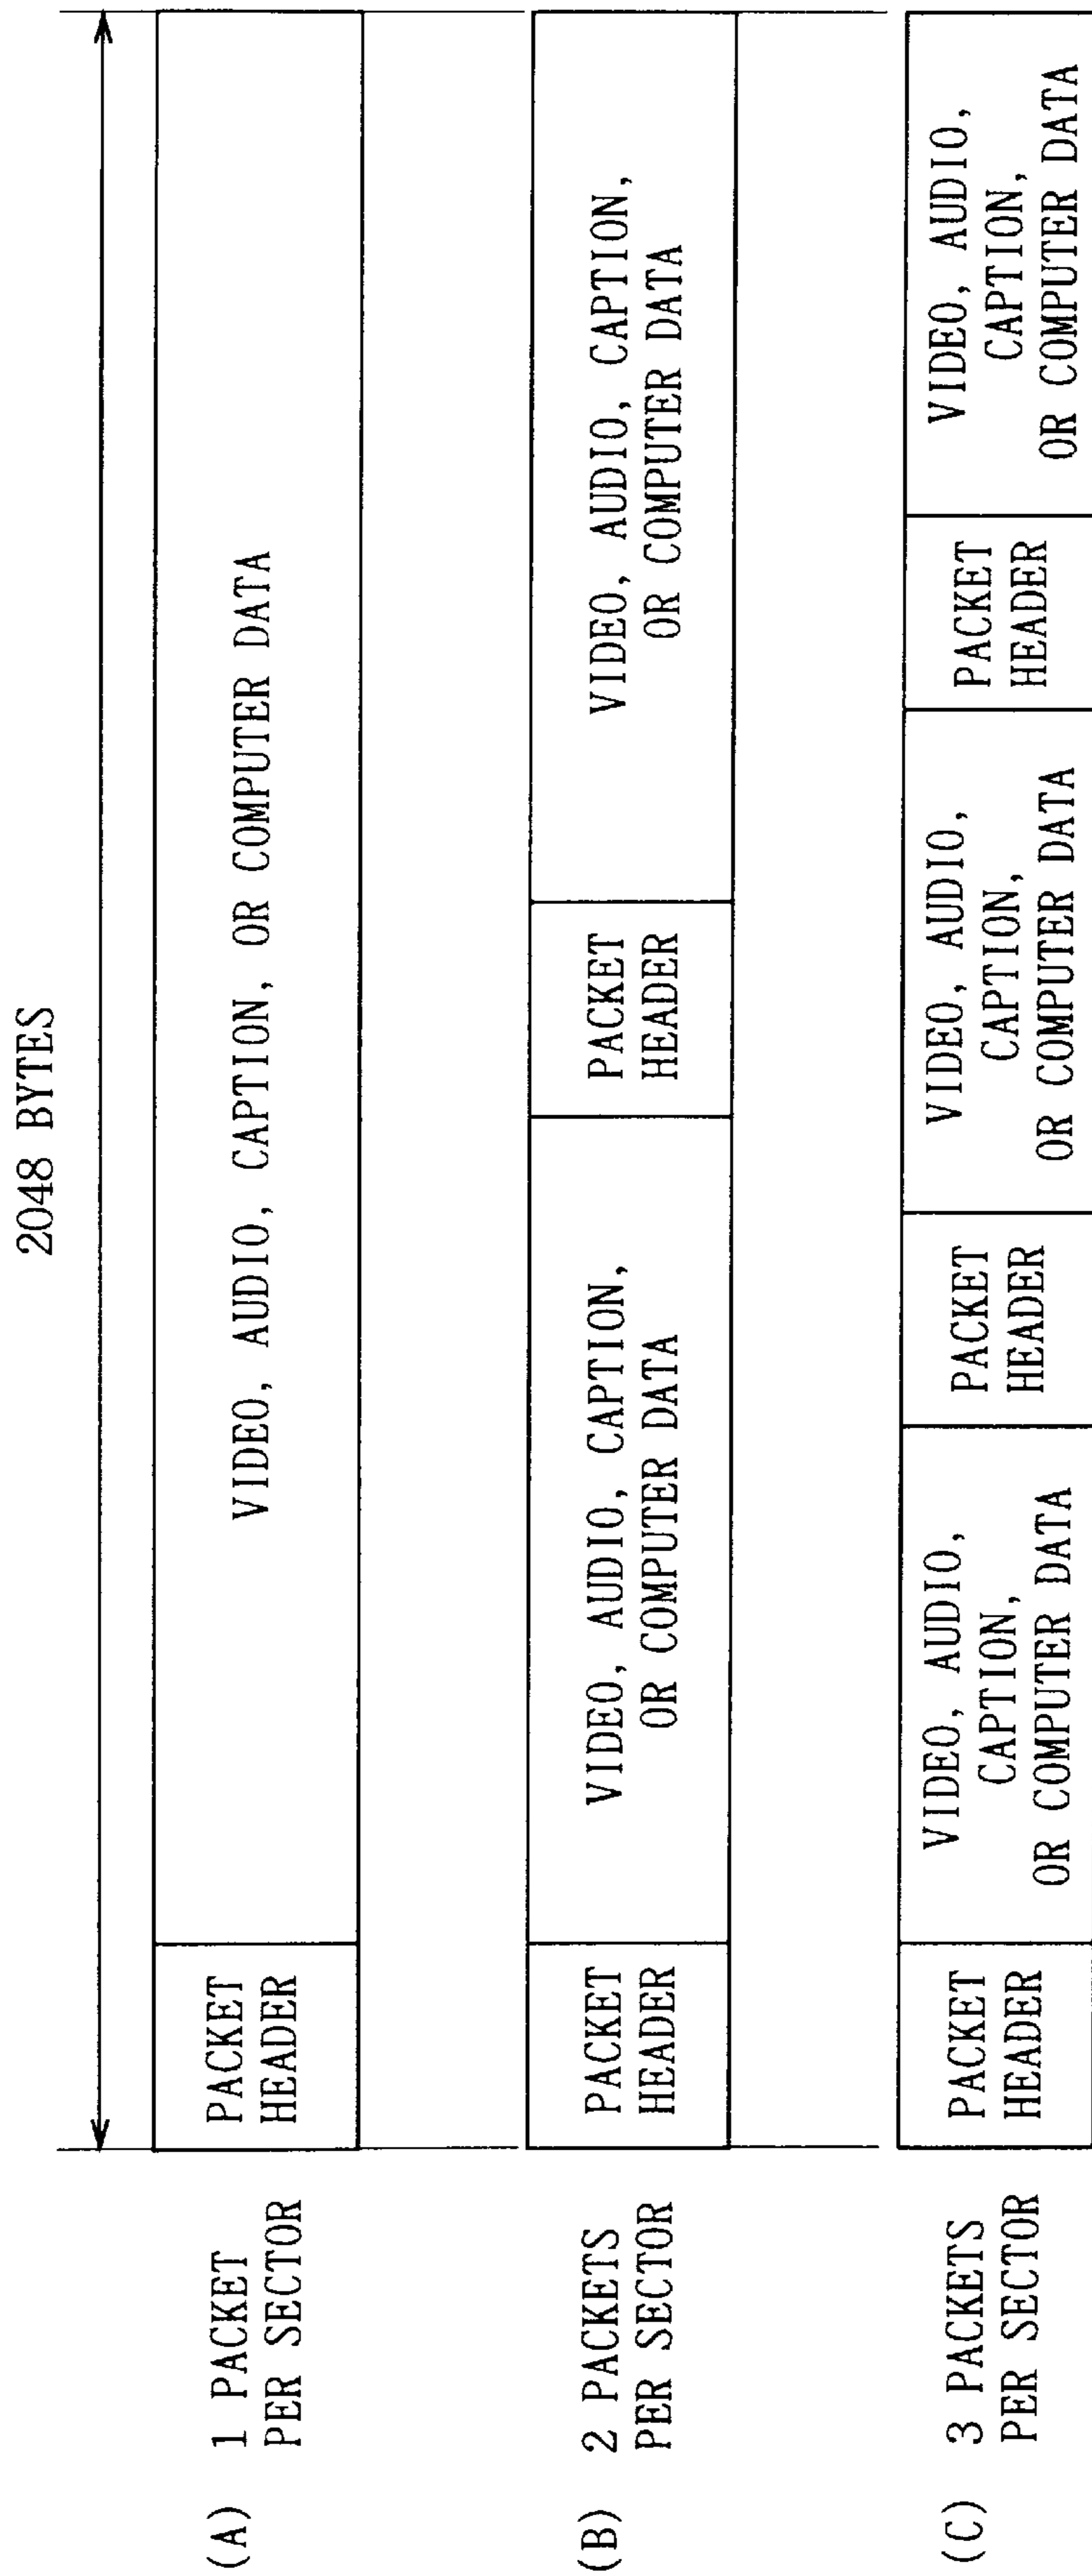 2048 BYTES
(A) 1 PACKET
PER SECTOR
PACKET
HEADER
VIDEO, AUDIO, CAPTION, OR COMPUTER DATA
(B) 2 PACKETS
PER SECTOR
PACKET
HEADER
VIDEO, AUDIO, CAPTION,
OR COMPUTER DATA
PACKET
HEADER
VIDEO, AUDIO, CAPTION,
OR COMPUTER DATA
(C) 3 PACKETS
PER SECTOR
PACKET
HEADER
VIDEO, AUDIO,
CAPTION,
OR COMPUTER DATA
PACKET
HEADER
VIDEO, AUDIO,
CAPTION,
OR COMPUTER DATA
PACKET
HEADER
VIDEO, AUDIO,
CAPTION,
OR COMPUTER DATA